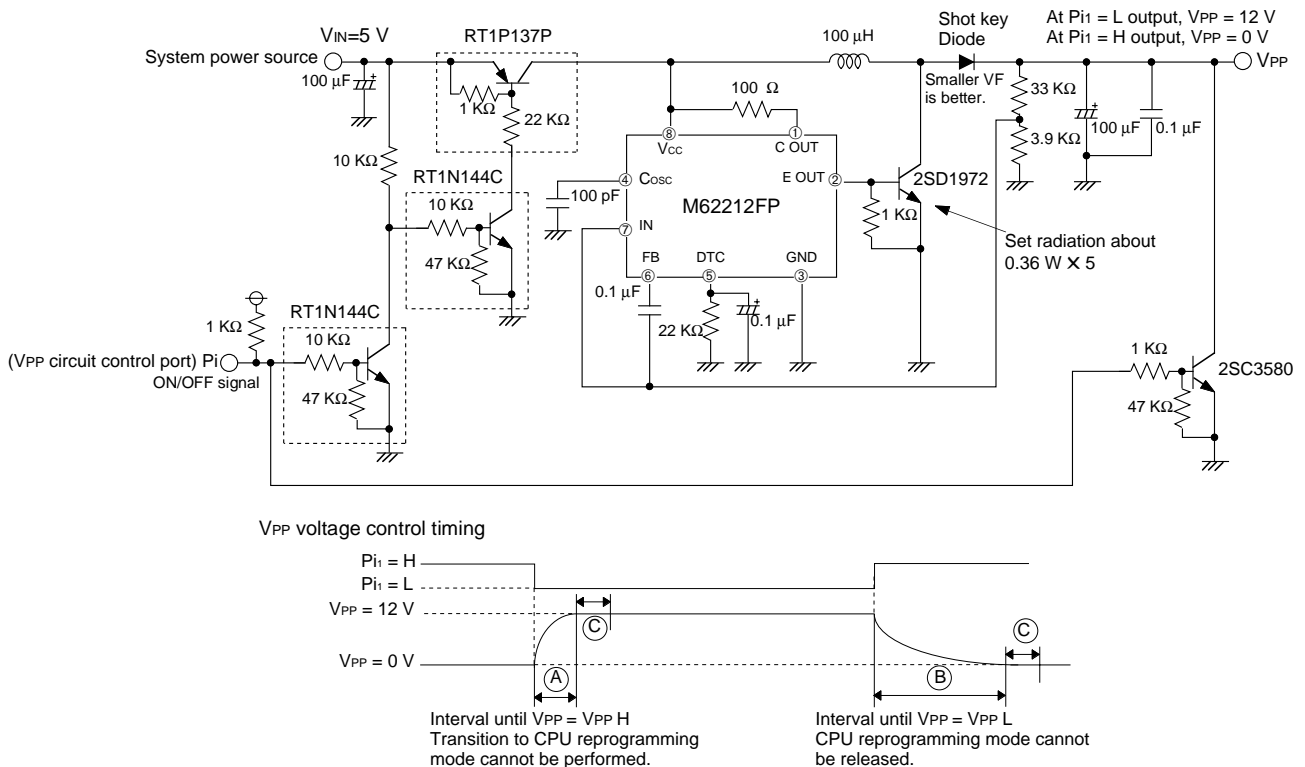 At Pi1 = L output, VPP = 12 V
At Pi1 = H output, VPP = 0 V
Shot key
Diode
VIN=5 V
RT1P137P
100 µH
System power source
VPP
100 µF
+
Smaller VF
is better.
1 KΩ
22 KΩ
100 Ω
33 KΩ
3.9 KΩ
+
100 µF
0.1 µF
10 KΩ
⑧
VCC
①
C OUT
RT1N144C
10 KΩ
47 KΩ
④
COSC
100 pF
M62212FP
E OUT
②
2SD1972
1 KΩ
⑦
IN
Set radiation about
0.36 W X 5
FB
⑥
DTC
⑤
GND
③
0.1 µF
22 KΩ
+
0.1 µF
RT1N144C
1 KΩ
10 KΩ
47 KΩ
(VPP circuit control port) Pi
ON/OFF signal
1 KΩ
2SC3580
47 KΩ
VPP voltage control timing
Pi1 = H
Pi1 = L
VPP = 12 V
VPP = 0 V
C
C
A
B
Interval until VPP = VPP H
Transition to CPU reprogramming
mode cannot be performed.
Interval until VPP = VPP L
CPU reprogramming mode cannot
be released.